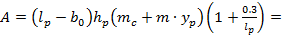 A = (l_p − b_0)h_p(m_c + m · y_p)(1 + 0.3/l_p) =